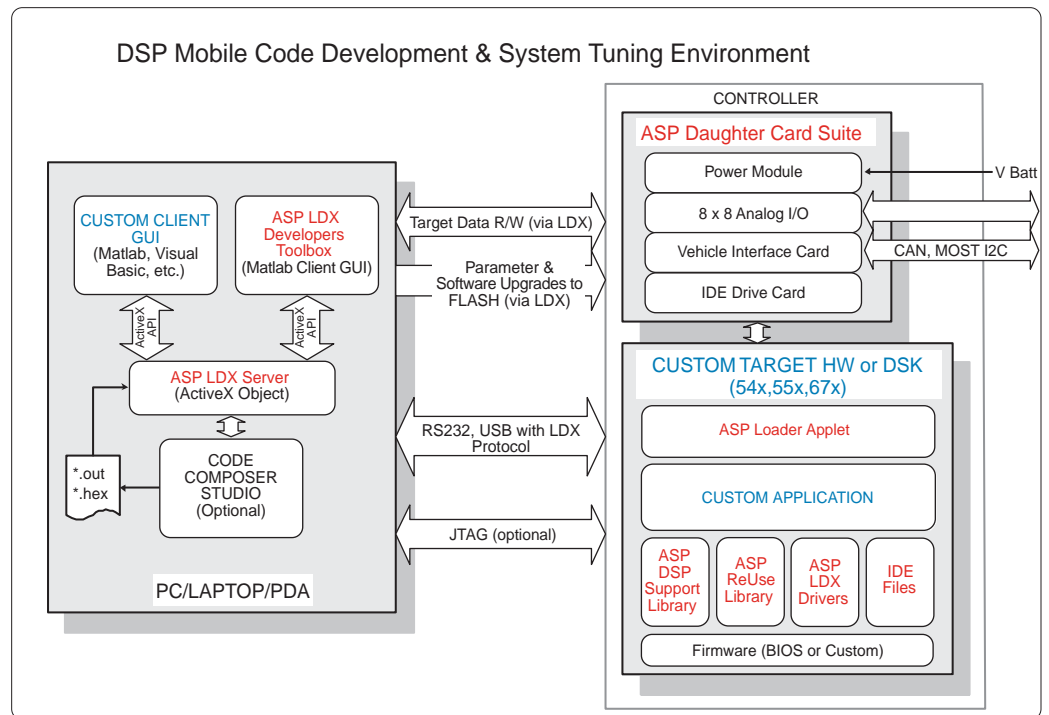 DSP Mobile Code Development & System Tuning Environment
CONTROLLER
ASP Daughter Card Suite
Power Module
V Batt
8 x 8 Analog I/O
Vehicle Interface Card
CAN, MOST I2C
IDE Drive Card
CUSTOM CLIENT
GUI
(Matlab, Visual
Basic, etc.)
ASP LDX
Developers
Toolbox
(Matlab Client GUI)
Target Data R/W (via LDX)
Parameter &
Software Upgrades to
FLASH (via LDX)
ActiveX
API
ActiveX
API
ASP LDX Server
(ActiveX Object)
*.out
*.hex
CODE
COMPOSER
STUDIO
(Optional)
RS232, USB with LDX
Protocol
JTAG (optional)
PC/LAPTOP/PDA
CUSTOM TARGET HW or DSK
(54x,55x,67x)
ASP Loader Applet
CUSTOM APPLICATION
ASP
DSP
Support
Library
ASP
ReUse
Library
ASP
LDX
Drivers
IDE
Files
Firmware (BIOS or Custom)